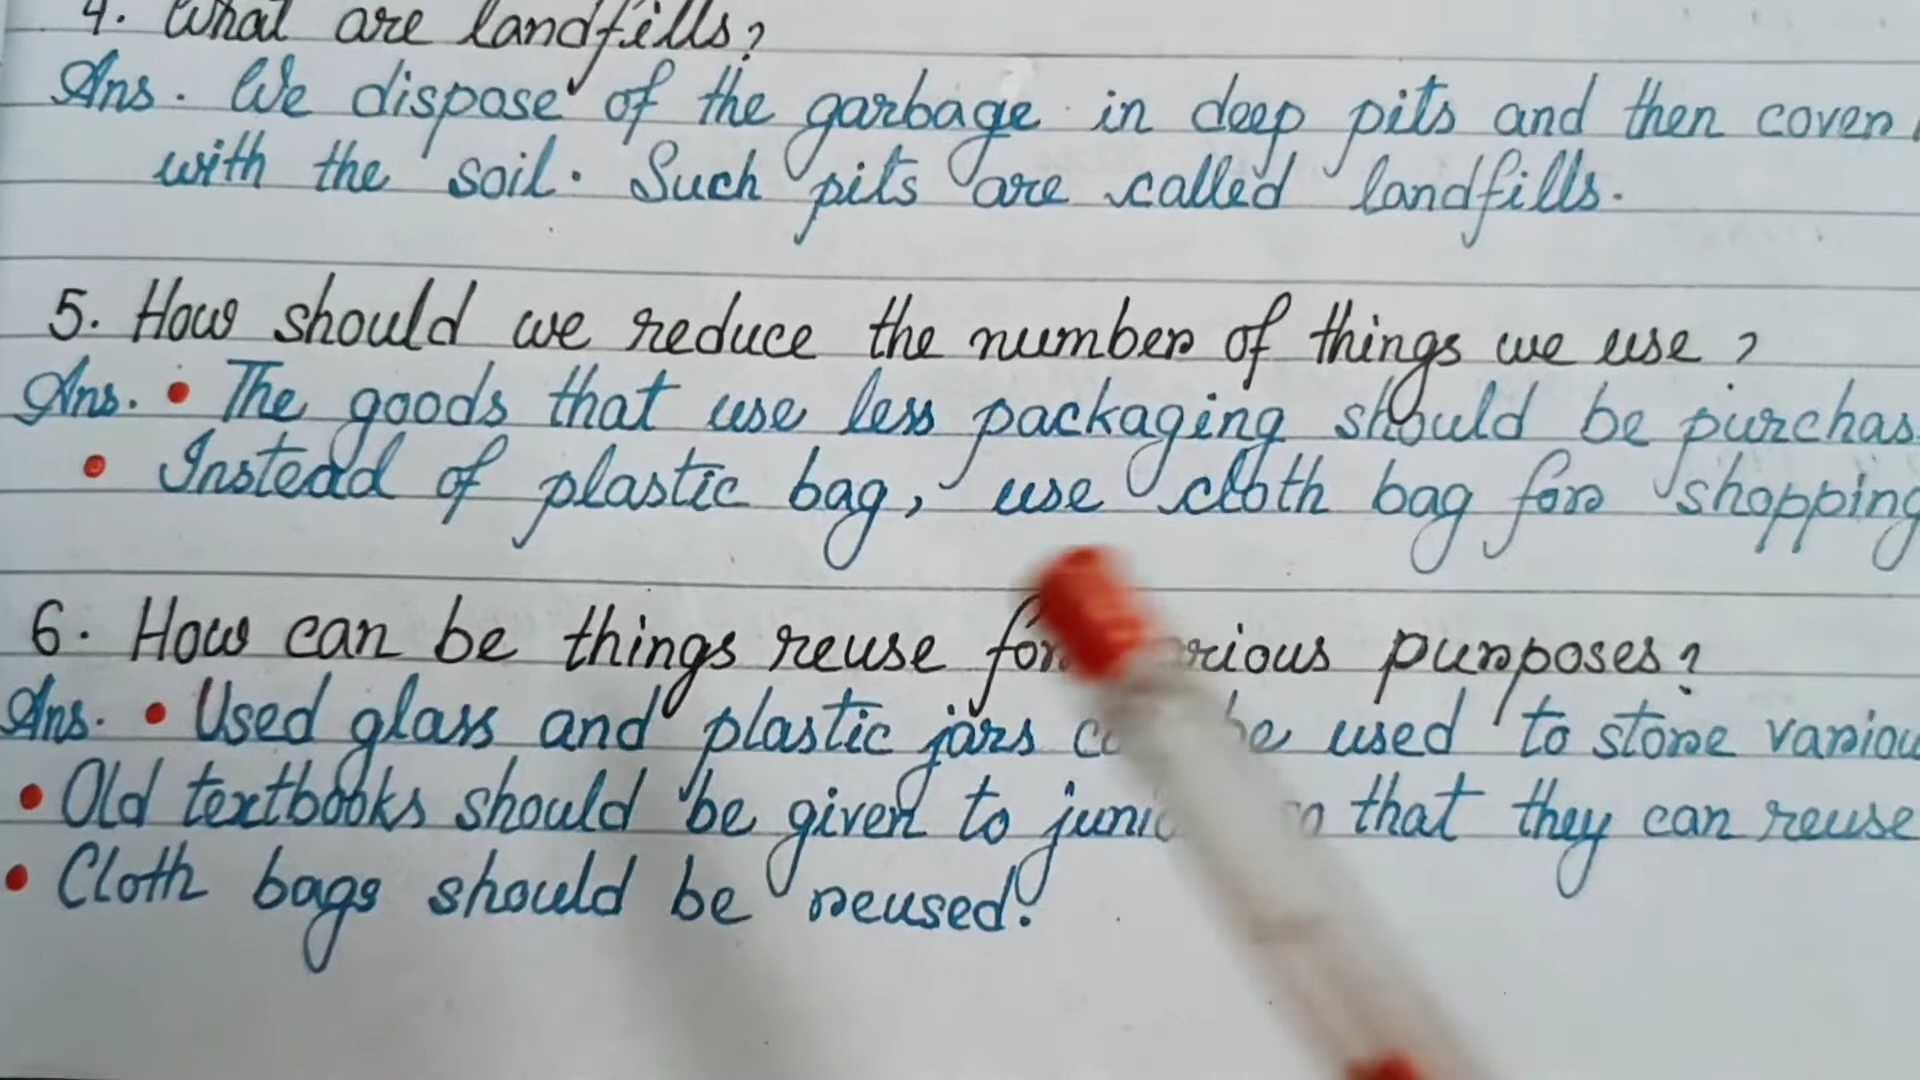 4. What are landfills?
Ans. We dispose of the garbage in deep pits and then cover
with the soil. Such pits are called landfills.
5. How should we reduce the number of things we use?
Ans. • The goods that use less packaging should be purchas
• Instead of plastic bag, use cloth bag for shopping
6. How can be things reuse for purposes?
Ans. • Used glass and plastic jars be used to store variou
• Old textbooks should be given to that they can reuse
• Cloth bags should be reused.